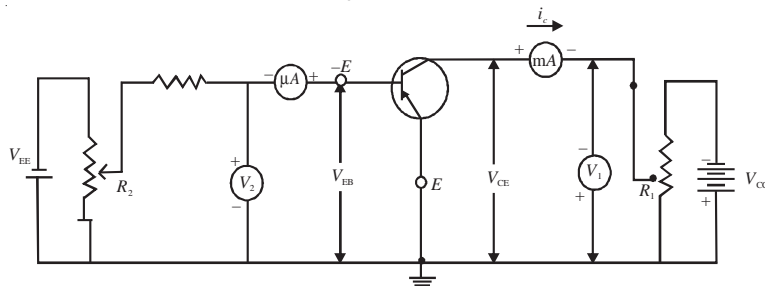 i_c
+ mA −
− μA + −E
V_EE
R_2
+ V_2 −
V_EB
E
V_CE
− V_1 +
R_1
− +
V_CC